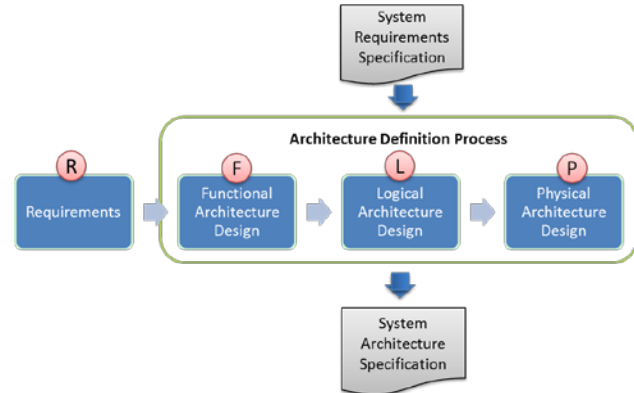 System
Requirements
Specification
Architecture Definition Process
R
F
L
P
Requirements
Functional
Architecture
Design
Logical
Architecture
Design
Physical
Architecture
Design
System
Architecture
Specification